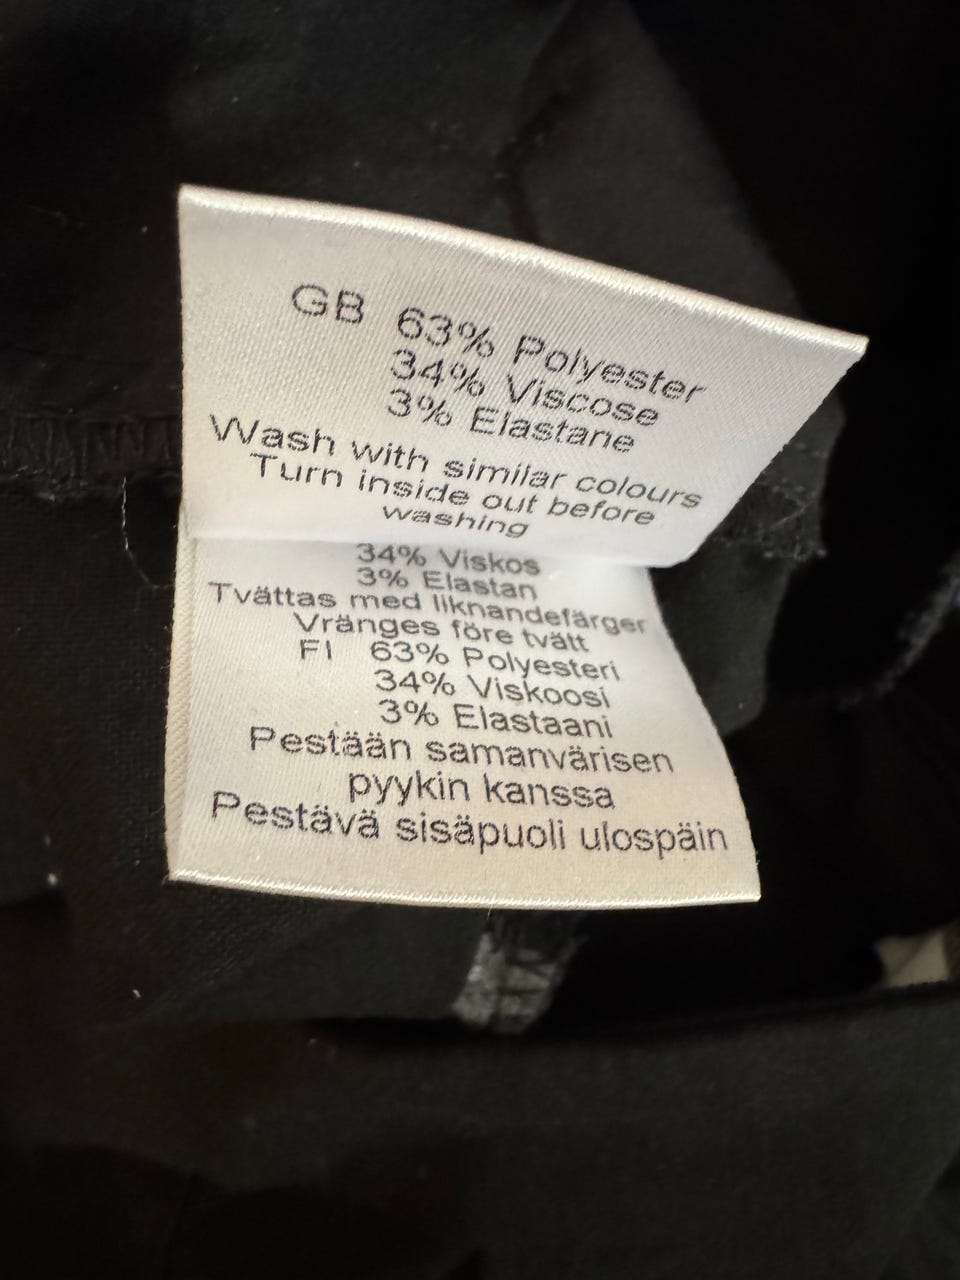 GB 63% Polyester
34% Viscose
3% Elastane
Wash with similar colours
Turn inside out before
washing
34% Viskos
3% Elastan
Tvättas med liknandefärger
Vränges före tvätt
FI 63% Polyesteri
34% Viskoosi
3% Elastaani
Pestään samanvärisen
pyykin kanssa
Pestävä sisäpuoli ulospäin